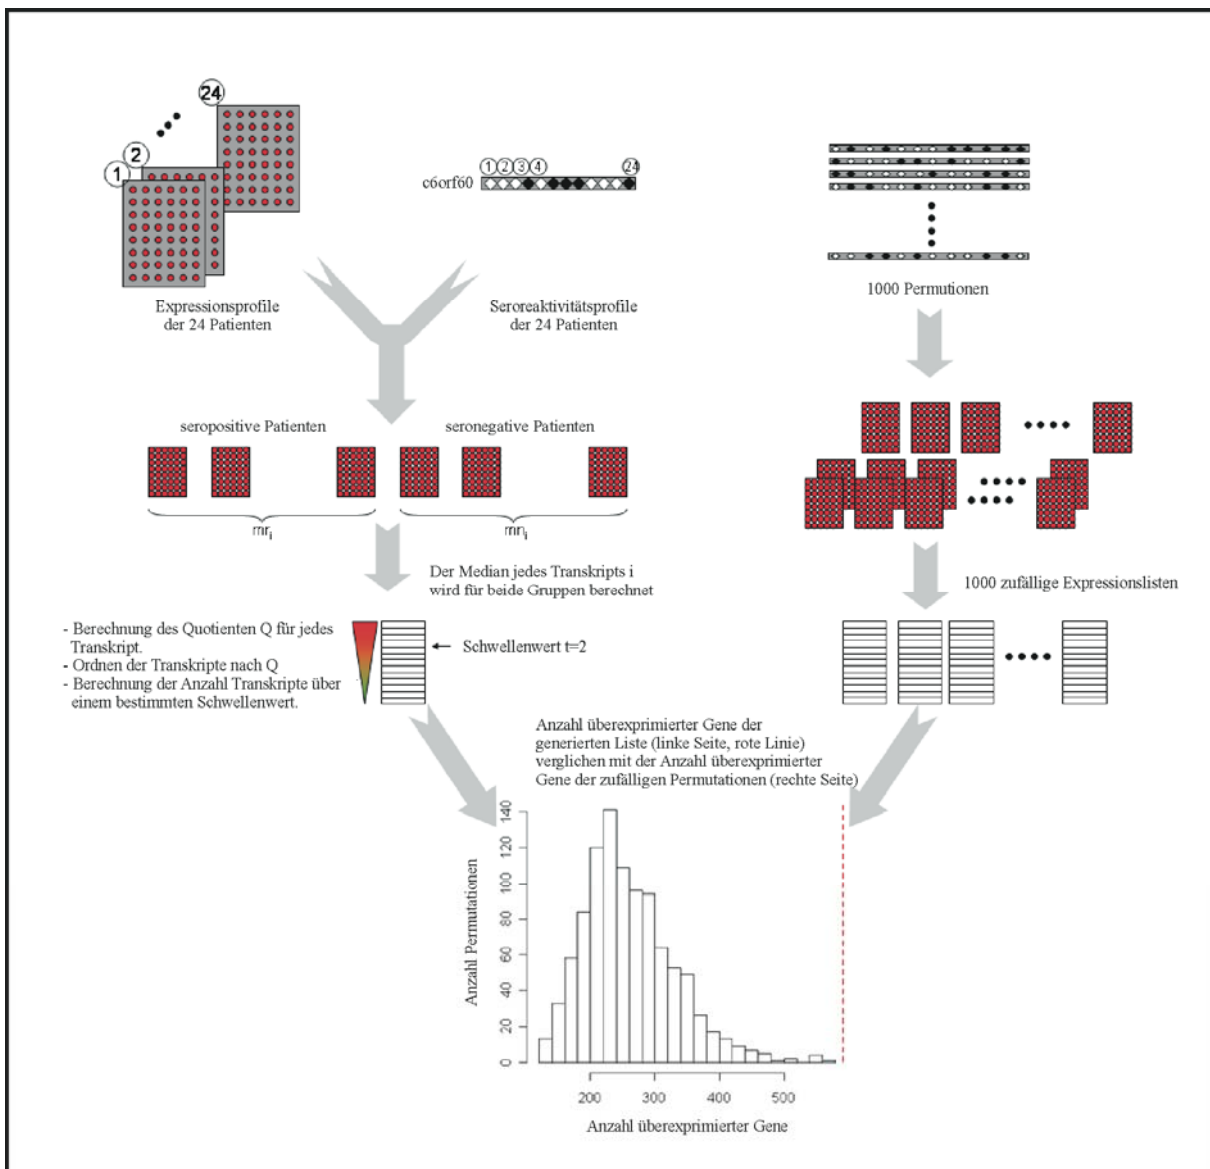 24
2
1
1 2 3 4 24
c6orf60
Expressionsprofile
der 24 Patienten
Seroreaktivitätsprofile
der 24 Patienten
1000 Permutionen
seropositive Patienten
seronegative Patienten
mr_i
mn_i
Der Median jedes Transkripts i
wird für beide Gruppen berechnet
1000 zufällige Expressionslisten
- Berechnung des Quotienten Q für jedes
Transkript.
- Ordnen der Transkripte nach Q
- Berechnung der Anzahl Transkripte über
einem bestimmten Schwellenwert.
Schwellenwert t=2
Anzahl überexprimierter Gene der
generierten Liste (linke Seite, rote Linie)
verglichen mit der Anzahl überexprimierter
Gene der zufälligen Permutationen (rechte Seite)
Anzahl Permutationen
140
120
100
80
60
40
20
0
200 300 400 500
Anzahl überexprimierter Gene